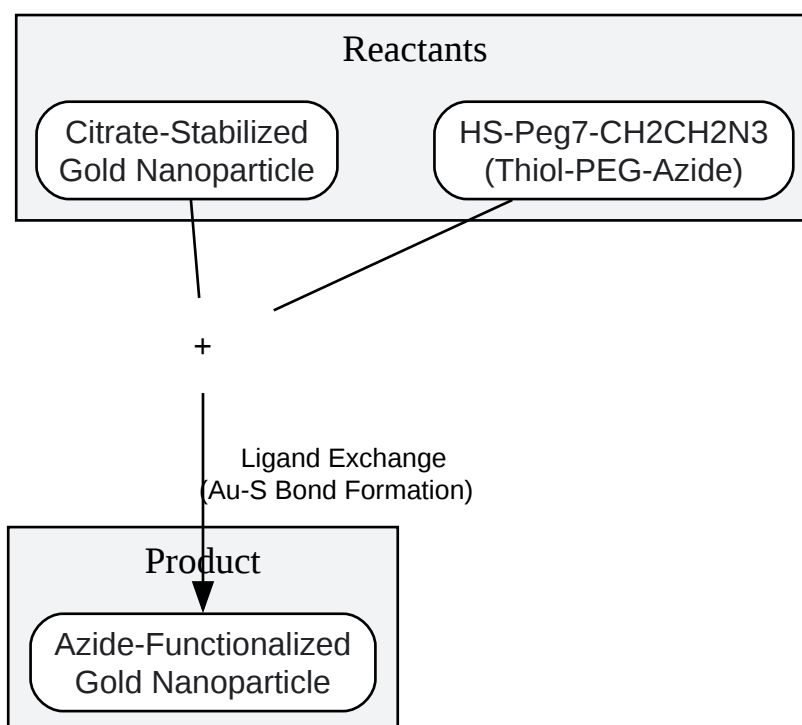 Reactants
Citrate-Stabilized
Gold Nanoparticle
HS-Peg7-CH2CH2N3
(Thiol-PEG-Azide)
+
Ligand Exchange
(Au-S Bond Formation)
Product
Azide-Functionalized
Gold Nanoparticle